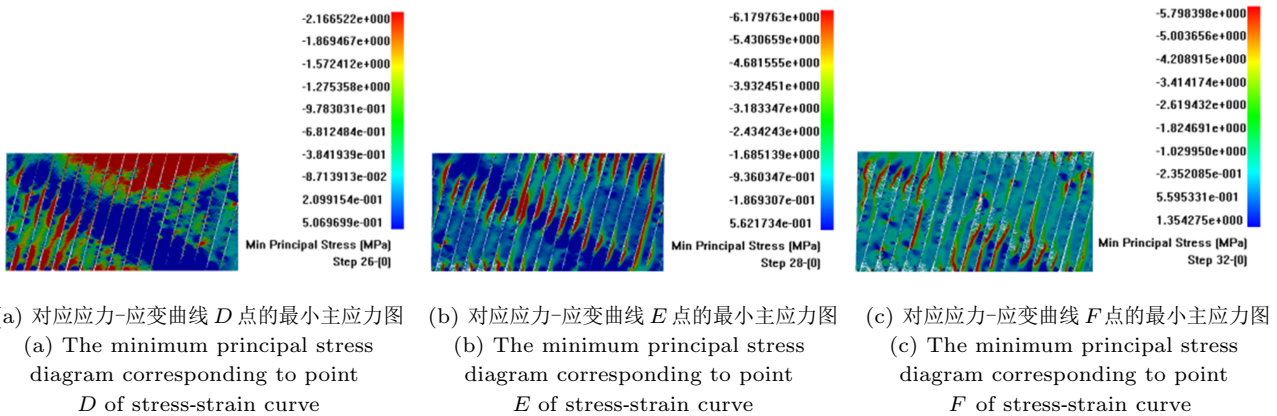 -2.166522e+000
-1.869467e+000
-1.572412e+000
-1.275358e+000
-9.783031e-001
-6.812484e-001
-3.841939e-001
-8.713913e-002
2.099154e-001
5.069699e-001
Min Principal Stress (MPa)
Step 26-(0)
-6.179763e+000
-5.430659e+000
-4.681555e+000
-3.932451e+000
-3.183347e+000
-2.434243e+000
-1.685139e+000
-9.360347e-001
-1.869307e-001
5.621734e-001
Min Principal Stress (MPa)
Step 28-(0)
-5.798398e+000
-5.003656e+000
-4.208915e+000
-3.414174e+000
-2.619432e+000
-1.824691e+000
-1.029950e+000
-2.352085e-001
5.595331e-001
1.354275e+000
Min Principal Stress (MPa)
Step 32-(0)
(a) 对应应力–应变曲线 D 点的最小主应力图
(a) The minimum principal stress
diagram corresponding to point
D of stress-strain curve
(b) 对应应力–应变曲线 E 点的最小主应力图
(b) The minimum principal stress
diagram corresponding to point
E of stress-strain curve
(c) 对应应力–应变曲线 F 点的最小主应力图
(c) The minimum principal stress
diagram corresponding to point
F of stress-strain curve